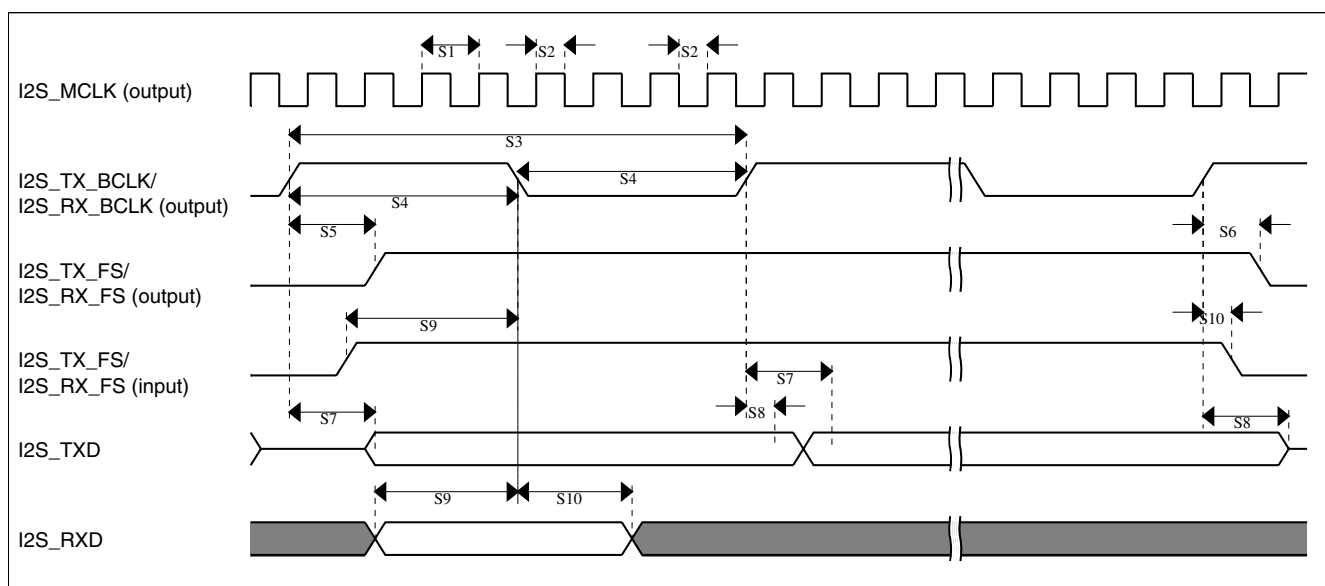 S1
S2
S2
I2S_MCLK (output)
S3
I2S_TX_BCLK/
I2S_RX_BCLK (output)
S4
S4
S5
S6
I2S_TX_FS/
I2S_RX_FS (output)
S9
S10
I2S_TX_FS/
I2S_RX_FS (input)
S7
S7
S8
S8
I2S_TXD
S9
S10
I2S_RXD